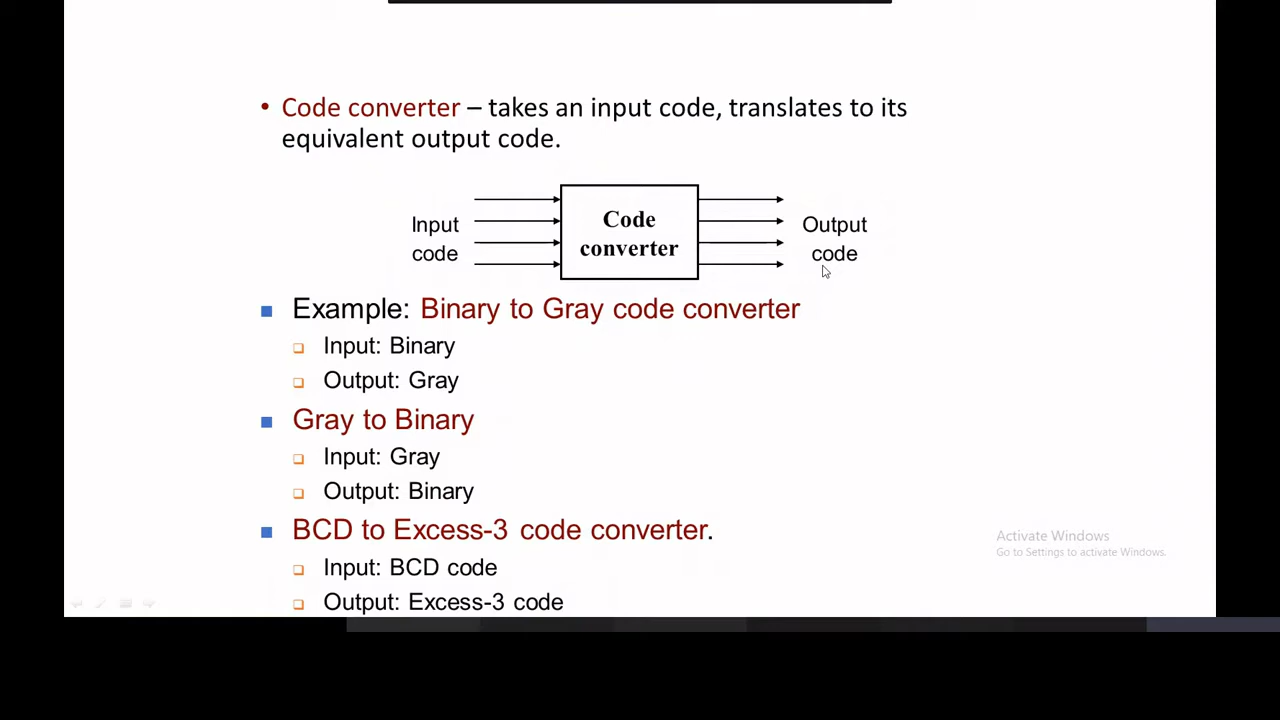 • Code converter – takes an input code, translates to its
equivalent output code.
Input
code
Code
converter
Output
code
Example: Binary to Gray code converter
Input: Binary
Output: Gray
Gray to Binary
Input: Gray
Output: Binary
BCD to Excess-3 code converter.
Input: BCD code
Output: Excess-3 code
Activate Windows
Go to Settings to activate Windows.